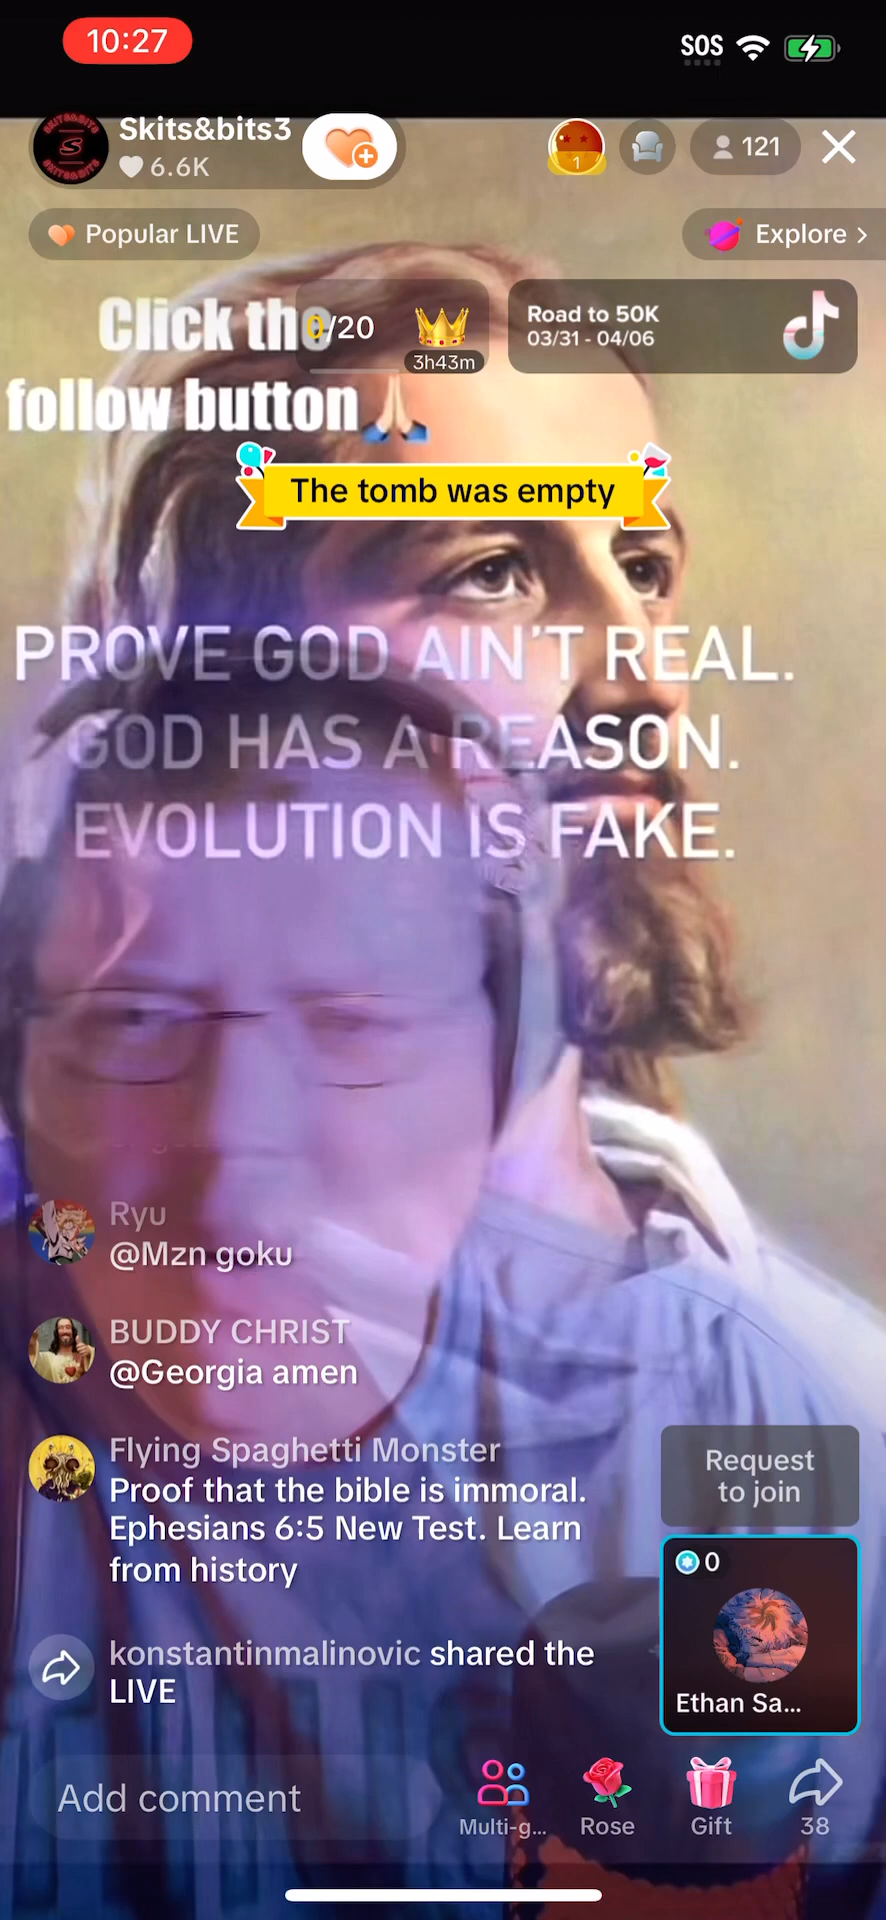 10:27
SOS
Skits&bits3
6.6K
1
121
Popular LIVE
Explore >
Click the
0/20
3h43m
Road to 50K
03/31 - 04/06
follow button
The tomb was empty
PROVE GOD AIN'T REAL.
GOD HAS A REASON.
EVOLUTION IS FAKE.
Ryu
@Mzn goku
BUDDY CHRIST
@Georgia amen
Flying Spaghetti Monster
Proof that the bible is immoral.
Ephesians 6:5 New Test. Learn
from history
Request
to join
0
Ethan Sa...
konstantinmalinovic shared the
LIVE
Add comment
Multi-g...
Rose
Gift
38